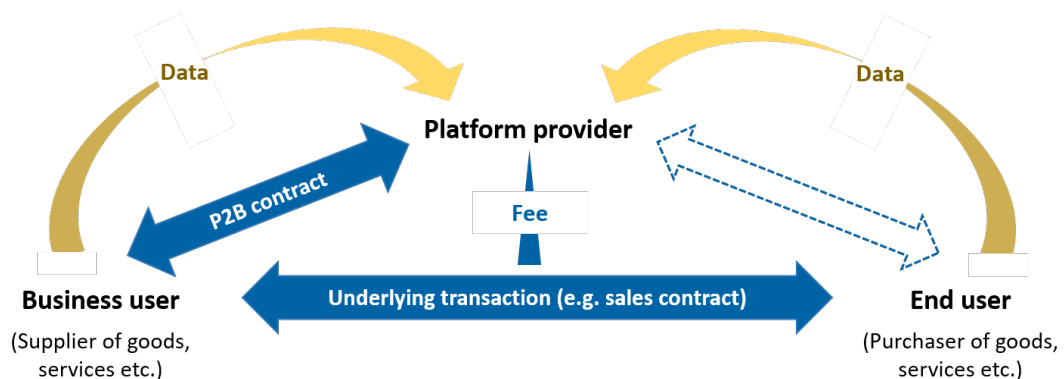 Data
Data
Platform provider
P2B contract
Fee
Underlying transaction (e.g. sales contract)
Business user
(Supplier of goods,
services etc.)
End user
(Purchaser of goods,
services etc.)